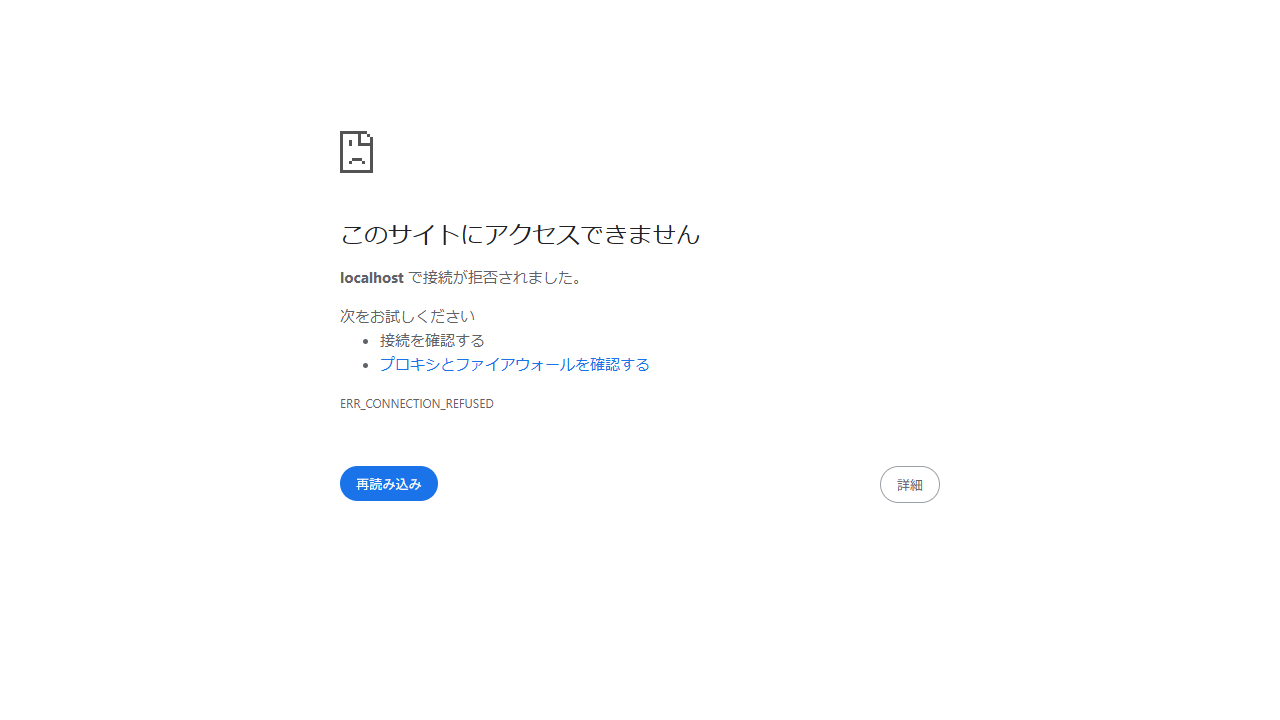 このサイトにアクセスできません
localhost で接続が拒否されました。
次をお試しください
接続を確認する
プロキシとファイアウォールを確認する
ERR_CONNECTION_REFUSED
再読み込み
詳細